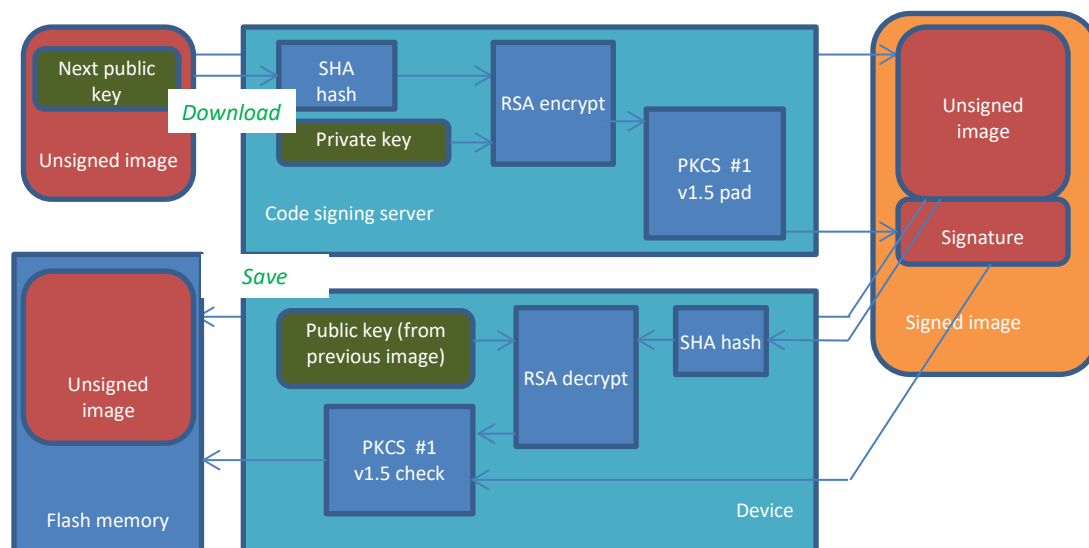 Next public
key
Unsigned image
Download
SHA
hash
Private key
RSA encrypt
PKCS #1
v1.5 pad
Code signing server
Unsigned
image
Signature
Signed image
Save
Unsigned
image
Flash memory
Public key (from
previous image)
RSA decrypt
SHA hash
PKCS #1
v1.5 check
Device